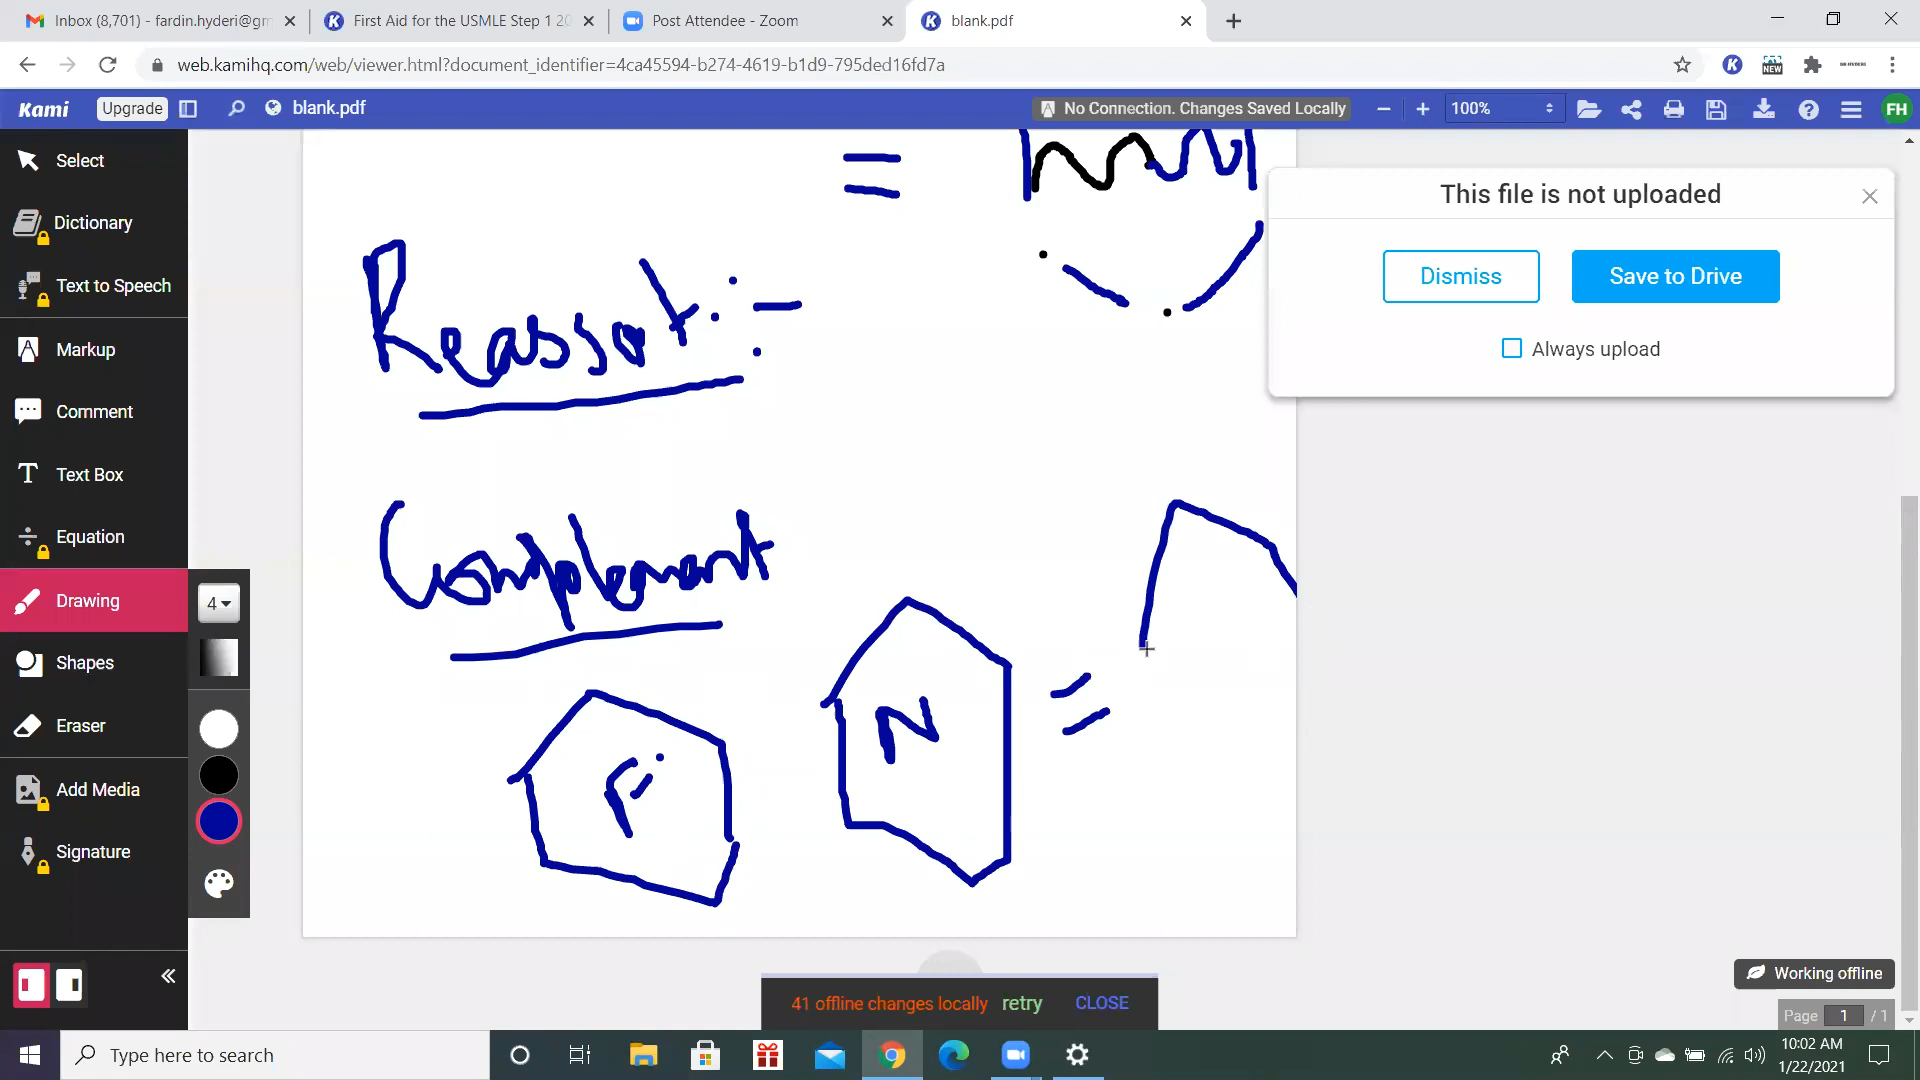 Inbox (8,701) - fardin.hyderi@gm
First Aid for the USMLE Step 1 20
Post Attendee - Zoom
blank.pdf
web.kamihq.com/web/viewer.html?document_identifier=4ca45594-b274-4619-b1d9-795ded16fd7a
NEW
Kami
Upgrade
blank.pdf
No Connection. Changes Saved Locally
100%
FH
Select
Dictionary
Text to Speech
Markup
Comment
Text Box
Equation
Drawing
Shapes
Eraser
Add Media
Signature
4
This file is not uploaded
Dismiss
Save to Drive
Always upload
=
Reassort :-
Complement
Fi
N
=
Working offline
41 offline changes locally retry CLOSE
Page 1 / 1
Type here to search
10:02 AM
1/22/2021